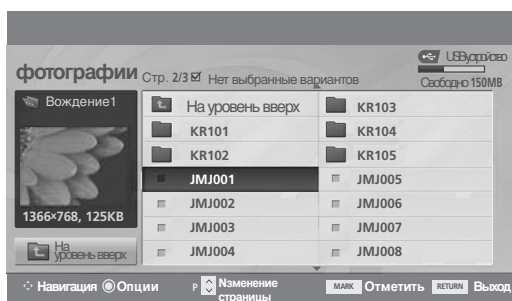 USBустройство
фотографии Стр. 2/3 Нет выбранные вариантов
Свободно 150MB
Вождение1
На уровень вверх
KR103
KR101
KR104
KR102
KR105
JMJ001
JMJ005
JMJ002
JMJ006
1366×768, 125KB
JMJ003
JMJ007
На
уровень вверх
JMJ004
JMJ008
Навигация Опции P Nзменение
страницы
MARK Отметить RETURN Выход